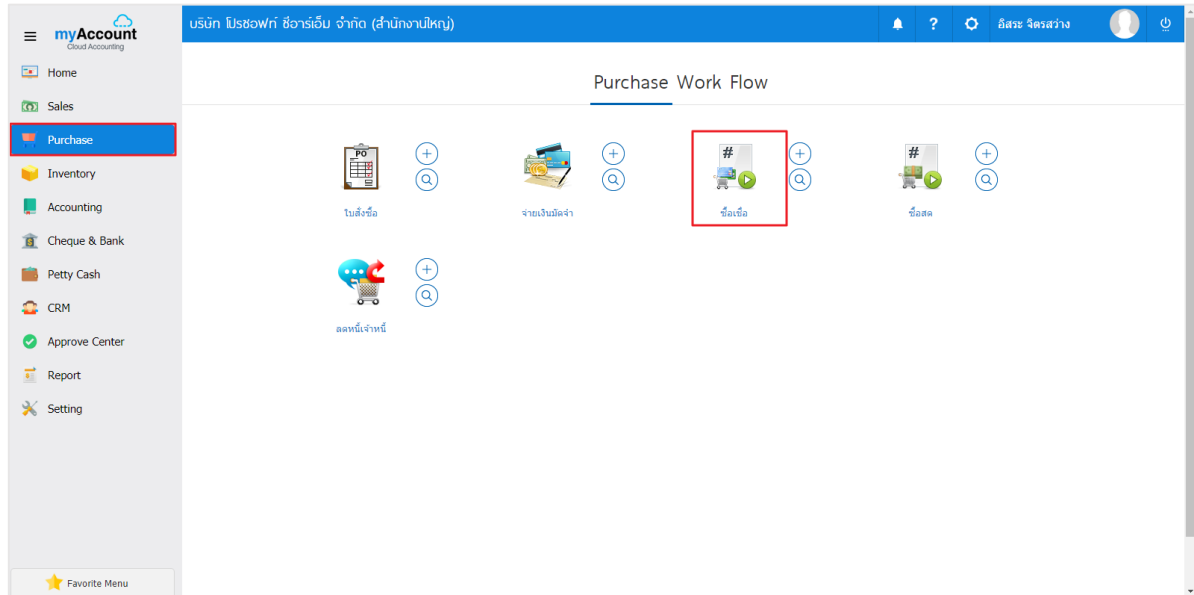 myAccount
Cloud Accounting
บริษัท โปรซอฟท์ ซีอาร์เอ็ม จำกัด (สำนักงานใหญ่)
?
อิสระ จิตรสว่าง
Home
Sales
Purchase
Inventory
Accounting
Cheque & Bank
Petty Cash
CRM
Approve Center
Report
Setting
Favorite Menu
Purchase Work Flow
PO
ใบสั่งซื้อ
จ่ายเงินมัดจำ
#
ซื้อเชื่อ
#
ซื้อสด
ลดหนี้เจ้าหนี้